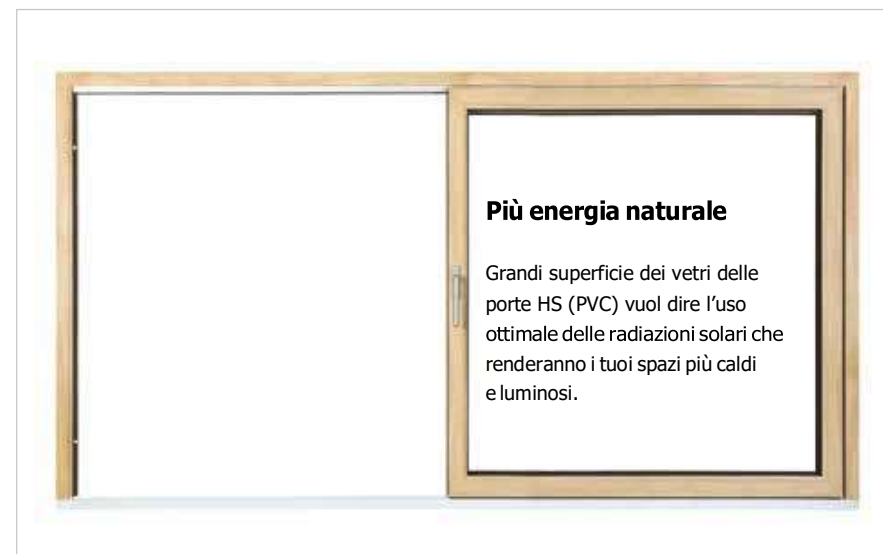 Più energia naturale
Grandi superficie dei vetri delle
porte HS (PVC) vuol dire l’uso
ottimale delle radiazioni solari che
renderanno i tuoi spazi più caldi
e luminosi.